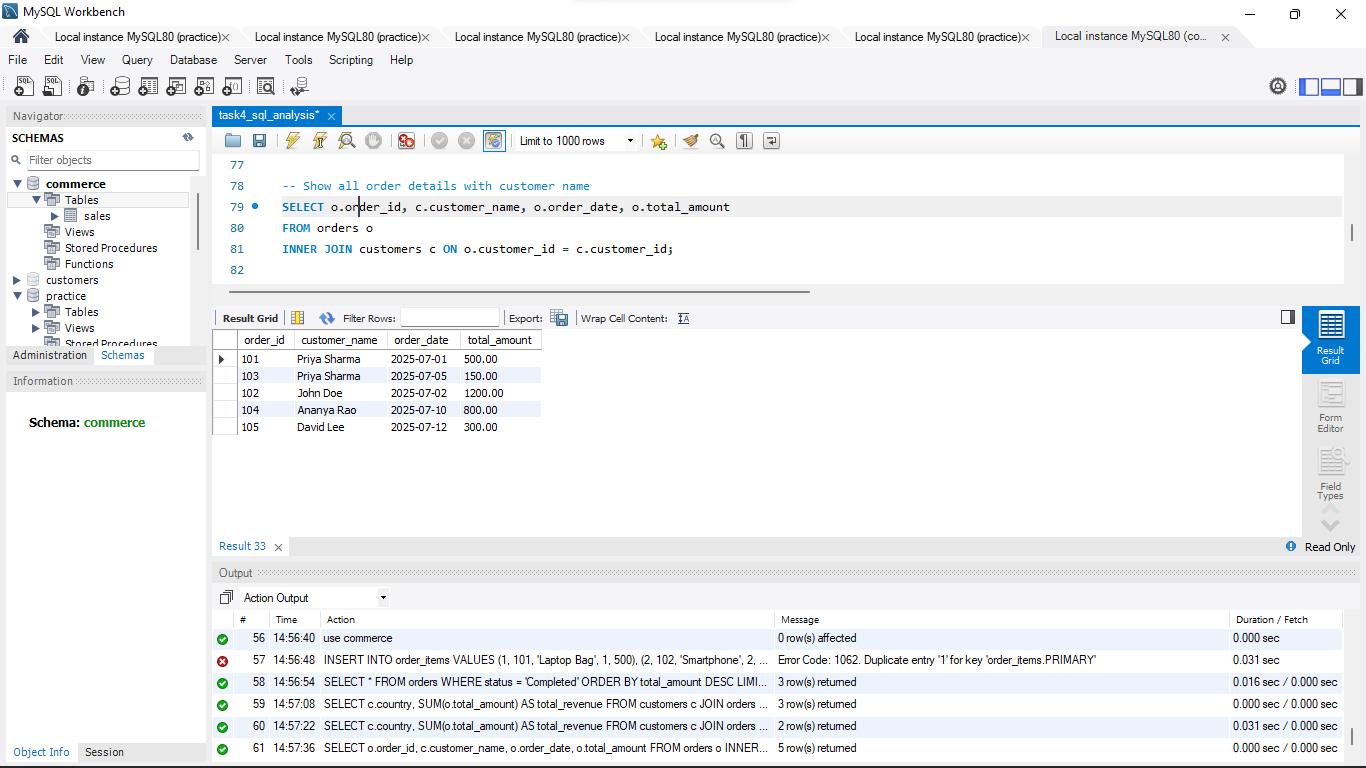 MySQL Workbench
Local instance MySQL80 (practice) Local instance MySQL80 (practice) Local instance MySQL80 (practice) Local instance MySQL80 (practice) Local instance MySQL80 (practice) Local instance MySQL80 (co...
File Edit View Query Database Server Tools Scripting Help
Navigator
SCHEMAS
Filter objects
commerce
Tables
sales
Views
Stored Procedures
Functions
customers
practice
Tables
Views
Stored Procedures
Administration Schemas
Information
Schema: commerce
Object Info Session
task4_sql_analysis*
Limit to 1000 rows
77
78 -- Show all order details with customer name
79 SELECT o.order_id, c.customer_name, o.order_date, o.total_amount
80 FROM orders o
81 INNER JOIN customers c ON o.customer_id = c.customer_id;
82
Result Grid Filter Rows: Export: Wrap Cell Content:
order_id customer_name order_date total_amount
101 Priya Sharma 2025-07-01 500.00
103 Priya Sharma 2025-07-05 150.00
102 John Doe 2025-07-02 1200.00
104 Ananya Rao 2025-07-10 800.00
105 David Lee 2025-07-12 300.00
Result
Grid
Form
Editor
Field
Types
Result 33 Read Only
Output
Action Output
# Time Action Message Duration / Fetch
56 14:56:40 use commerce 0 row(s) affected 0.000 sec
57 14:56:48 INSERT INTO order_items VALUES (1, 101, 'Laptop Bag', 1, 500), (2, 102, 'Smartphone', 2, ... Error Code: 1062. Duplicate entry '1' for key 'order_items.PRIMARY' 0.031 sec
58 14:56:54 SELECT * FROM orders WHERE status = 'Completed' ORDER BY total_amount DESC LIMI... 3 row(s) returned 0.016 sec / 0.000 sec
59 14:57:08 SELECT c.country, SUM(o.total_amount) AS total_revenue FROM customers c JOIN orders ... 3 row(s) returned 0.000 sec / 0.000 sec
60 14:57:22 SELECT c.country, SUM(o.total_amount) AS total_revenue FROM customers c JOIN orders ... 2 row(s) returned 0.031 sec / 0.000 sec
61 14:57:36 SELECT o.order_id, c.customer_name, o.order_date, o.total_amount FROM orders o INNER... 5 row(s) returned 0.000 sec / 0.000 sec